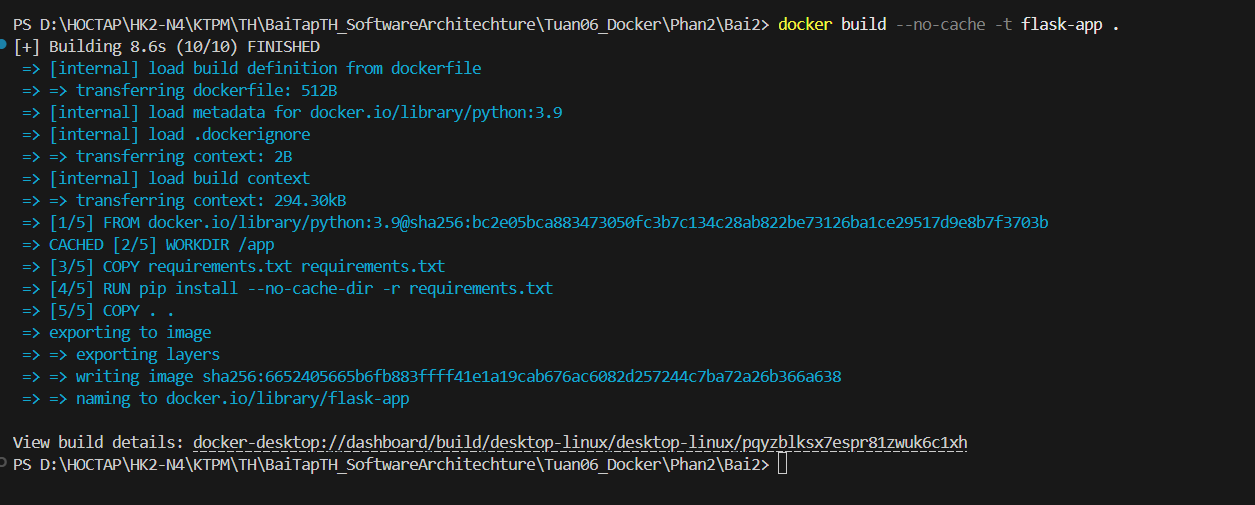 PS D:\HOCTAP\HK2-N4\KTPM\TH\BaiTapTH_SoftwareArchitechture\Tuan06_Docker\Phan2\Bai2> docker build --no-cache -t flask-app .
[+] Building 8.6s (10/10) FINISHED
=> [internal] load build definition from dockerfile
=> => transferring dockerfile: 512B
=> [internal] load metadata for docker.io/library/python:3.9
=> [internal] load .dockerignore
=> => transferring context: 2B
=> [internal] load build context
=> => transferring context: 294.30kB
=> [1/5] FROM docker.io/library/python:3.9@sha256:bc2e05bca883473050fc3b7c134c28ab822be73126ba1ce29517d9e8b7f3703b
=> CACHED [2/5] WORKDIR /app
=> [3/5] COPY requirements.txt requirements.txt
=> [4/5] RUN pip install --no-cache-dir -r requirements.txt
=> [5/5] COPY . .
=> exporting to image
=> => exporting layers
=> => writing image sha256:6652405665b6fb883ffff41e1a19cab676ac6082d257244c7ba72a26b366a638
=> => naming to docker.io/library/flask-app
View build details: docker-desktop://dashboard/build/desktop-linux/desktop-linux/pqyzblksx7espr81zwuk6c1xh
PS D:\HOCTAP\HK2-N4\KTPM\TH\BaiTapTH_SoftwareArchitechture\Tuan06_Docker\Phan2\Bai2>